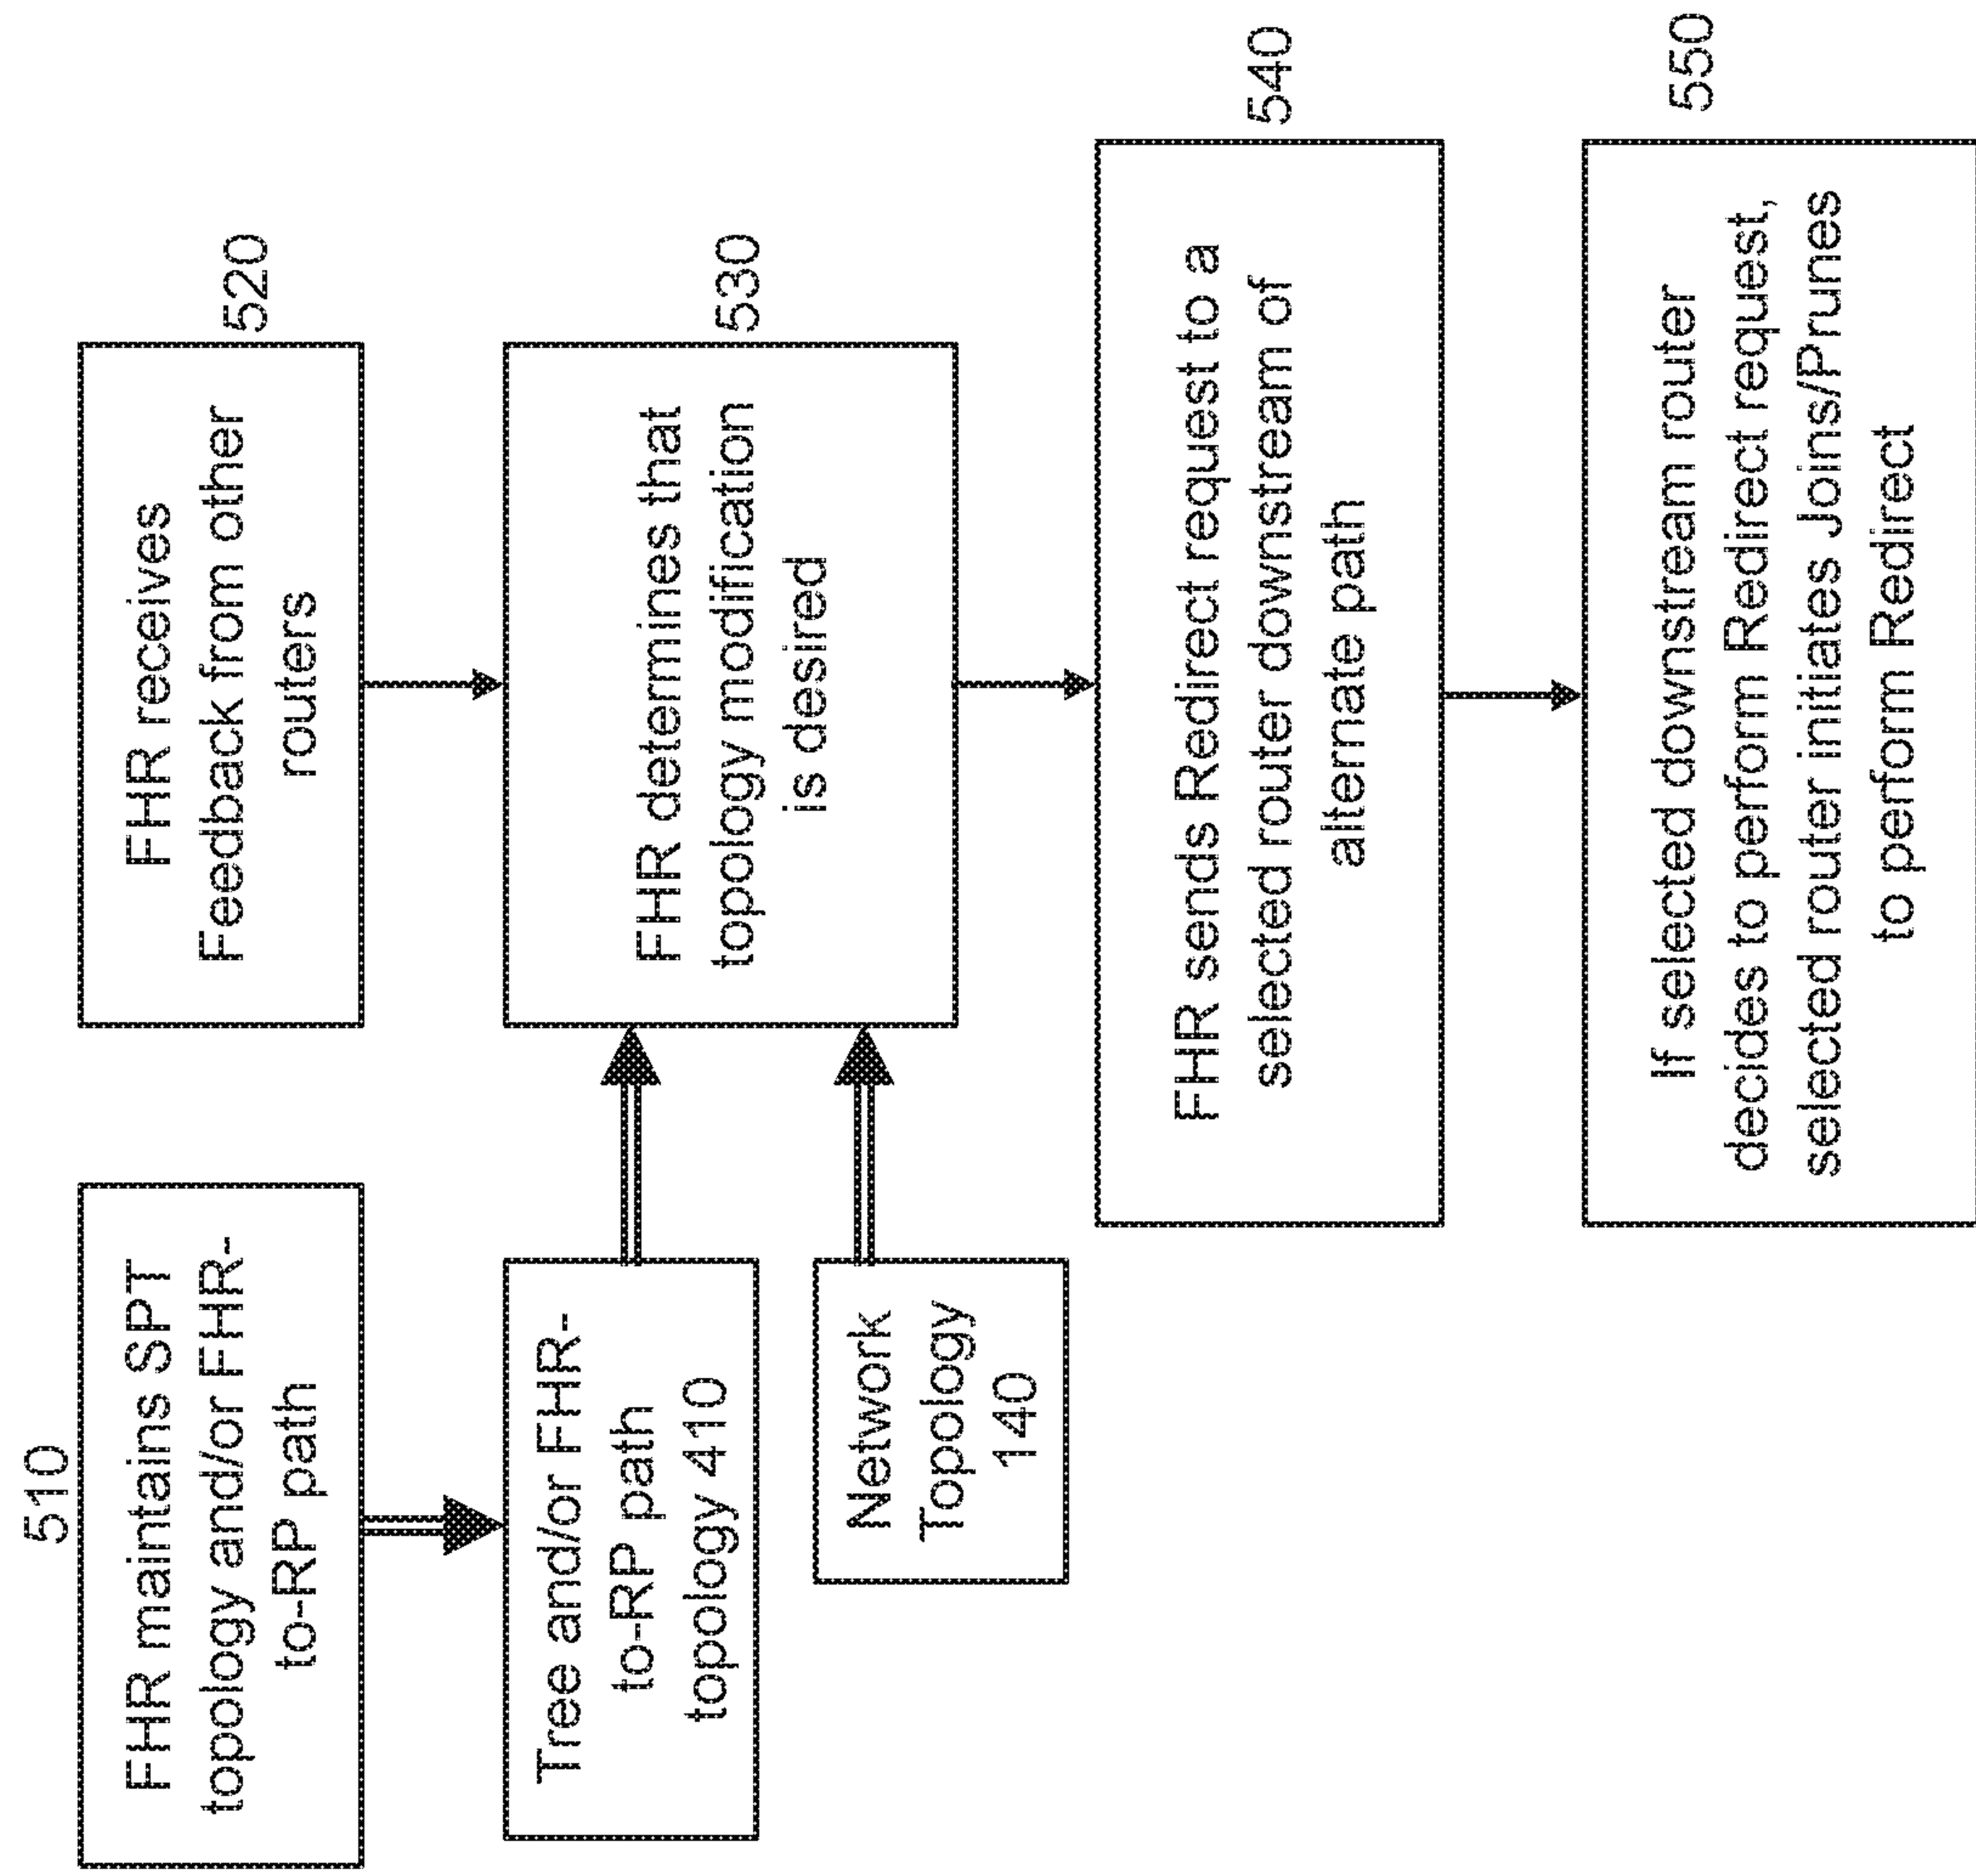 510
FHR maintains SPT
topology and/or FHR-
to-RP path
FHR receives
Feedback from other
routers
520
Tree and/or FHR-
to-RP path
topology 410
Network
Topology
140
FHR determines that
topology modification
is desired
530
FHR sends Redirect request to a
selected router downstream of
alternate path
540
If selected downstream router
decides to perform Redirect request,
selected router initiates Joins/Prunes
to perform Redirect
550